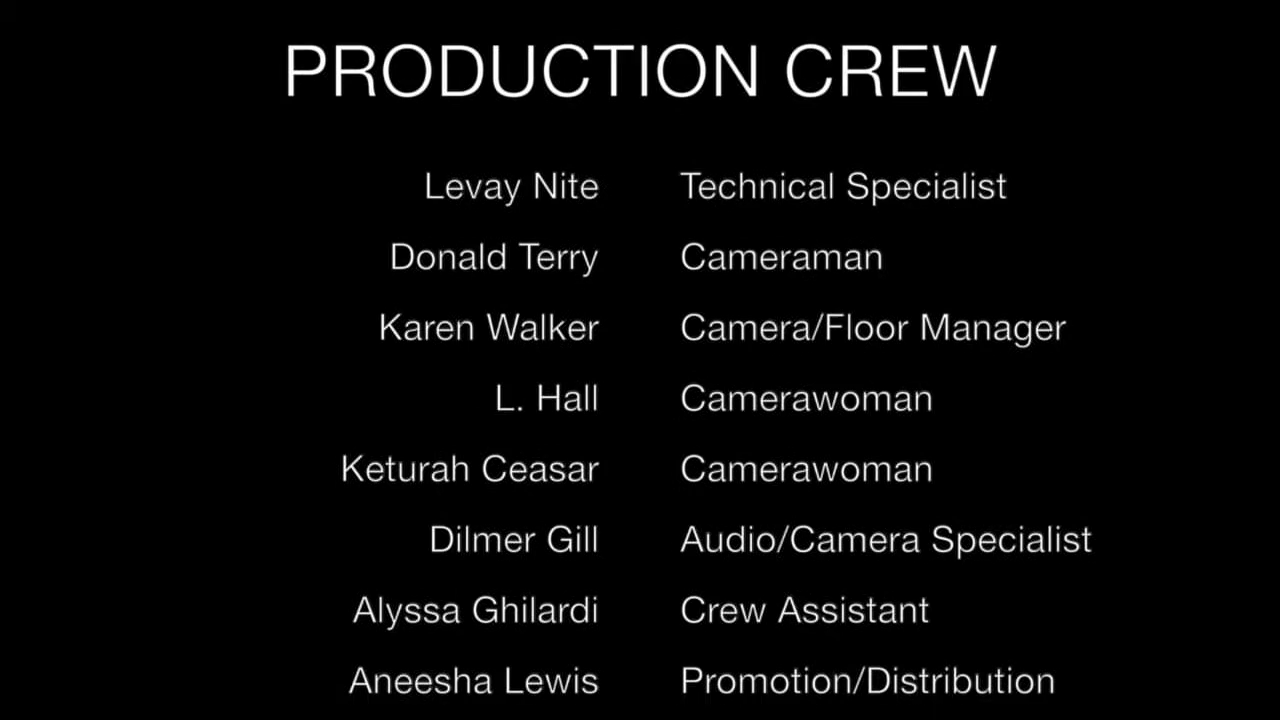 PRODUCTION CREW
Levay Nite Technical Specialist
Donald Terry Cameraman
Karen Walker Camera/Floor Manager
L. Hall Camerawoman
Keturah Ceasar Camerawoman
Dilmer Gill Audio/Camera Specialist
Alyssa Ghilardi Crew Assistant
Aneesha Lewis Promotion/Distribution